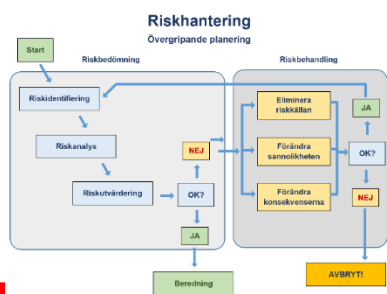 Riskhantering
Övergripande planering
Start
Riskbedömning
Riskbehandling
Riskidentifiering
Eliminera
riskkällan
JA
Riskanalys
NEJ
Förändra
sannolikheten
OK?
Riskutvärdering
OK?
Förändra
konsekvenserna
NEJ
JA
Beredning
AVBRYT!